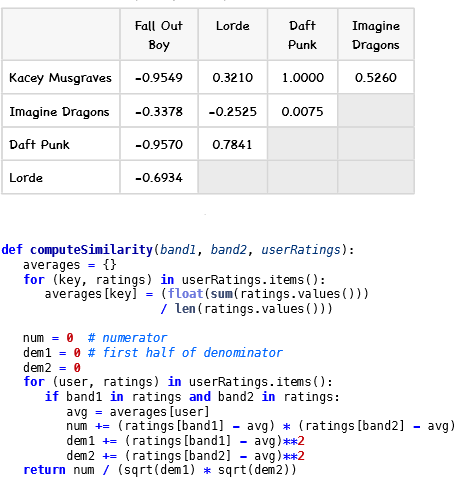 Fall Out Boy Lorde Daft Punk Imagine Dragons
Kacey Musgraves -0.9549 0.3210 1.0000 0.5260
Imagine Dragons -0.3378 -0.2525 0.0075
Daft Punk -0.9570 0.7841
Lorde -0.6934
def computeSimilarity(band1, band2, userRatings):
   averages = {}
   for (key, ratings) in userRatings.items():
      averages[key] = (float(sum(ratings.values()))
                      / len(ratings.values()))
   num = 0  # numerator
   dem1 = 0 # first half of denominator
   dem2 = 0
   for (user, ratings) in userRatings.items():
      if band1 in ratings and band2 in ratings:
         avg = averages[user]
         num += (ratings[band1] - avg) * (ratings[band2] - avg)
         dem1 += (ratings[band1] - avg)**2
         dem2 += (ratings[band2] - avg)**2
   return num / (sqrt(dem1) * sqrt(dem2))